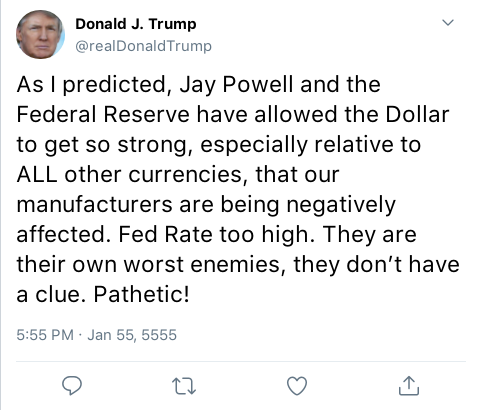 Donald J. Trump
@realDonaldTrump
As I predicted, Jay Powell and the
Federal Reserve have allowed the Dollar
to get so strong, especially relative to
ALL other currencies, that our
manufacturers are being negatively
affected. Fed Rate too high. They are
their own worst enemies, they don’t have
a clue. Pathetic!
5:55 PM · Jan 55, 5555